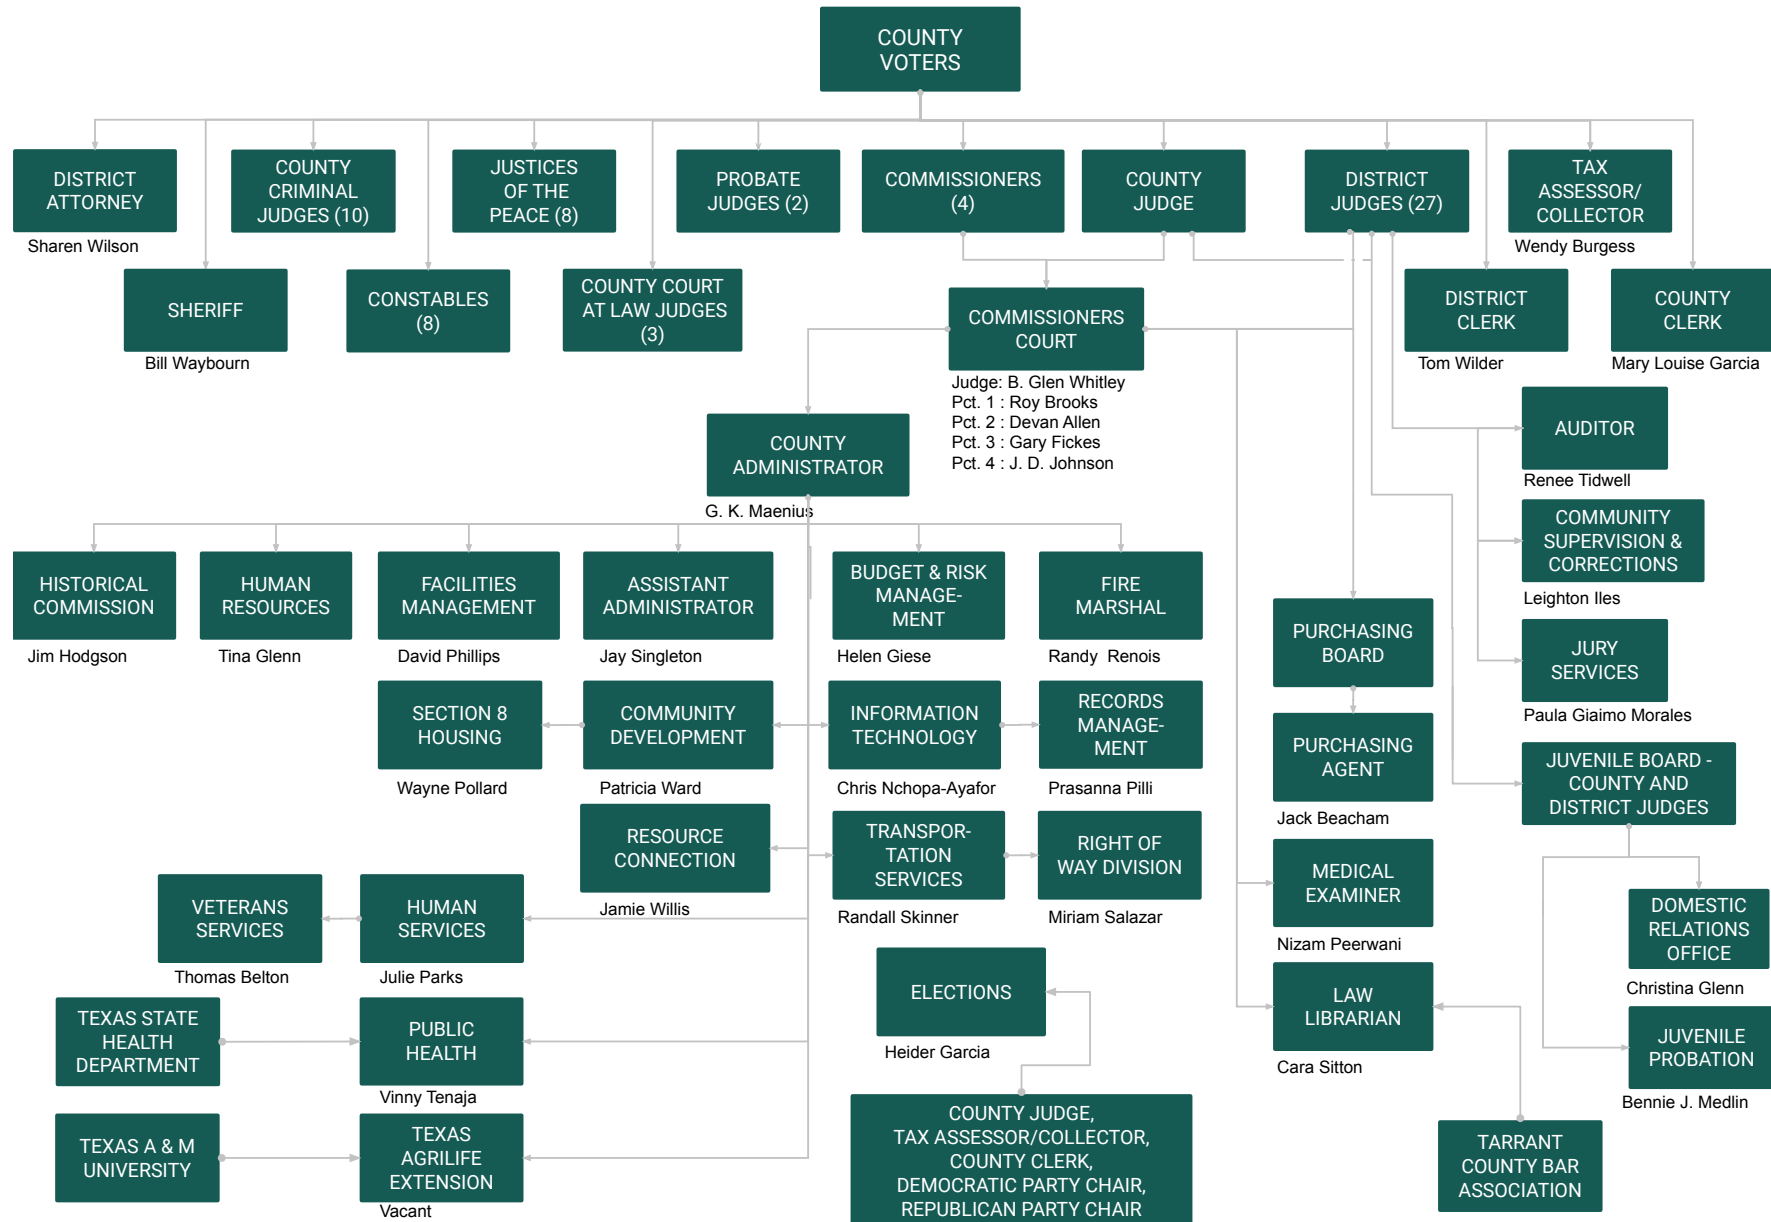 COUNTY
VOTERS
DISTRICT
ATTORNEY
Sharen Wilson
COUNTY
CRIMINAL
JUDGES (10)
JUSTICES
OF THE
PEACE (8)
PROBATE
JUDGES (2)
COMMISSIONERS
(4)
COUNTY
JUDGE
DISTRICT
JUDGES (27)
TAX
ASSESSOR/
COLLECTOR
Wendy Burgess
SHERIFF
Bill Waybourn
CONSTABLES
(8)
COUNTY COURT
AT LAW JUDGES
(3)
COMMISSIONERS
COURT
Judge: B. Glen Whitley
Pct. 1 : Roy Brooks
Pct. 2 : Devan Allen
Pct. 3 : Gary Fickes
Pct. 4 : J. D. Johnson
DISTRICT
CLERK
Tom Wilder
COUNTY
CLERK
Mary Louise Garcia
COUNTY
ADMINISTRATOR
G. K. Maenius
AUDITOR
Renee Tidwell
COMMUNITY
SUPERVISION &
CORRECTIONS
Leighton Iles
HISTORICAL
COMMISSION
Jim Hodgson
HUMAN
RESOURCES
Tina Glenn
FACILITIES
MANAGEMENT
David Phillips
ASSISTANT
ADMINISTRATOR
Jay Singleton
BUDGET & RISK
MANAGE-
MENT
Helen Giese
FIRE
MARSHAL
Randy Renois
PURCHASING
BOARD
JURY
SERVICES
Paula Giaimo Morales
SECTION 8
HOUSING
Wayne Pollard
COMMUNITY
DEVELOPMENT
Patricia Ward
INFORMATION
TECHNOLOGY
Chris Nchopa-Ayafor
RECORDS
MANAGE-
MENT
Prasanna Pilli
PURCHASING
AGENT
Jack Beacham
JUVENILE BOARD -
COUNTY AND
DISTRICT JUDGES
RESOURCE
CONNECTION
Jamie Willis
TRANSPOR-
TATION
SERVICES
Randall Skinner
RIGHT OF
WAY DIVISION
Miriam Salazar
MEDICAL
EXAMINER
Nizam Peerwani
VETERANS
SERVICES
Thomas Belton
HUMAN
SERVICES
Julie Parks
DOMESTIC
RELATIONS
OFFICE
Christina Glenn
ELECTIONS
Heider Garcia
LAW
LIBRARIAN
Cara Sitton
TEXAS STATE
HEALTH
DEPARTMENT
PUBLIC
HEALTH
Vinny Tenaja
JUVENILE
PROBATION
Bennie J. Medlin
TEXAS A & M
UNIVERSITY
TEXAS
AGRILIFE
EXTENSION
Vacant
COUNTY JUDGE,
TAX ASSESSOR/COLLECTOR,
COUNTY CLERK,
DEMOCRATIC PARTY CHAIR,
REPUBLICAN PARTY CHAIR
TARRANT
COUNTY BAR
ASSOCIATION